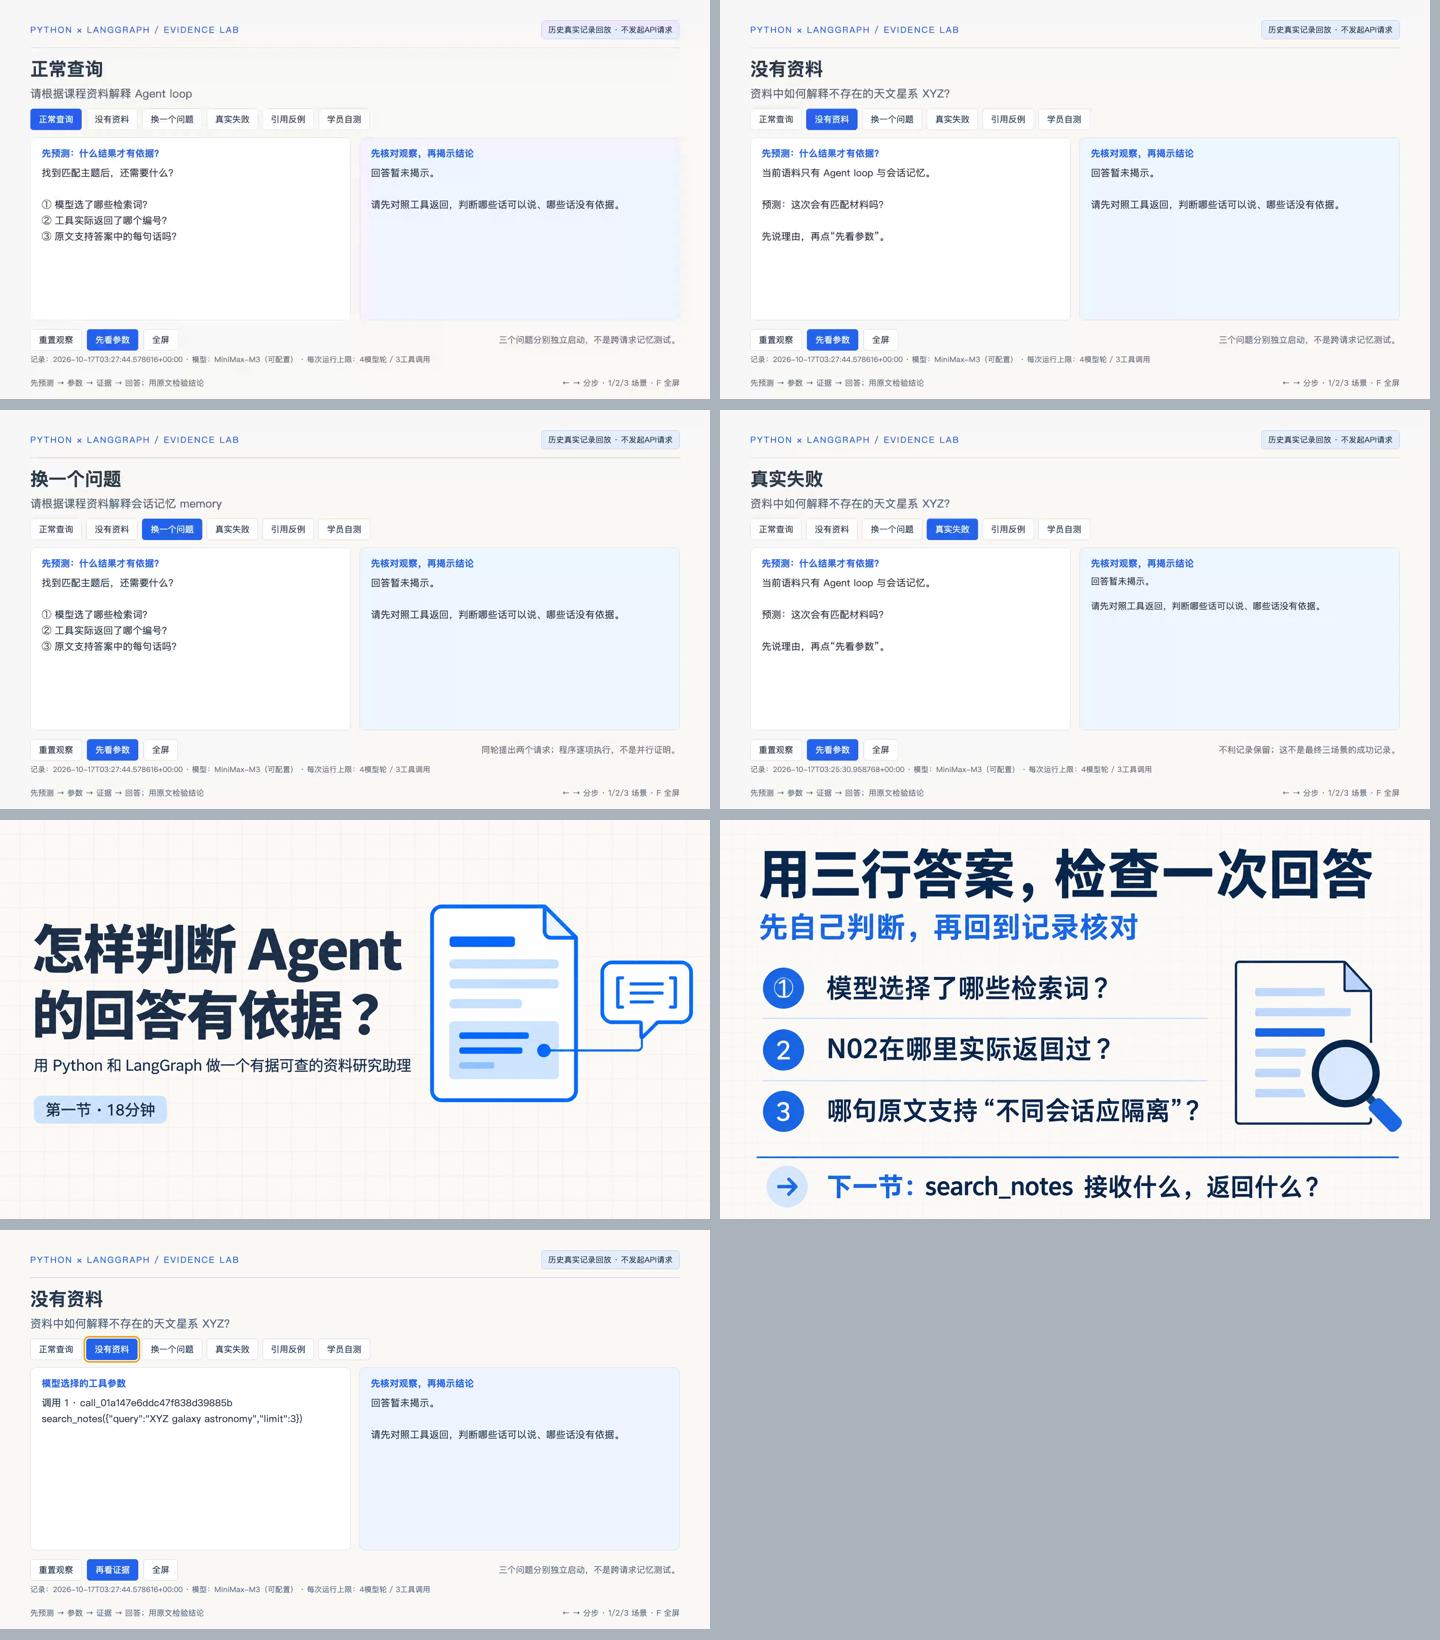 PYTHON × LANGGRAPH / EVIDENCE LAB
历史真实记录回放 · 不发起API请求
正常查询
请根据课程资料解释 Agent loop
正常查询 没有资料 换一个问题 真实失败 引用反例 学员自测
先预测：什么结果才有依据？
找到匹配主题后，还需要什么？
① 模型选了哪些检索词？
② 工具实际返回了哪个编号？
③ 原文支持答案中的每句话吗？
先核对观察，再揭示结论
回答暂未揭示。
请先对照工具返回，判断哪些话可以说、哪些话没有依据。
重置观察 先看参数 全屏
三个问题分别独立启动，不是跨请求记忆测试。
记录：2026-10-17T03:27:44.578616+00:00 · 模型：MiniMax-M3（可配置） · 每次运行上限：4模型轮 / 3工具调用
先预测 → 参数 → 证据 → 回答；用原文检验结论
← → 分步 · 1/2/3 场景 · F 全屏
PYTHON × LANGGRAPH / EVIDENCE LAB
历史真实记录回放 · 不发起API请求
没有资料
资料中如何解释不存在的天文星系 XYZ?
正常查询 没有资料 换一个问题 真实失败 引用反例 学员自测
先预测：什么结果才有依据？
当前语料只有 Agent loop 与会话记忆。
预测：这次会有匹配材料吗？
先说理由，再点“先看参数”。
先核对观察，再揭示结论
回答暂未揭示。
请先对照工具返回，判断哪些话可以说、哪些话没有依据。
重置观察 先看参数 全屏
三个问题分别独立启动，不是跨请求记忆测试。
记录：2026-10-17T03:27:44.578616+00:00 · 模型：MiniMax-M3（可配置） · 每次运行上限：4模型轮 / 3工具调用
先预测 → 参数 → 证据 → 回答；用原文检验结论
← → 分步 · 1/2/3 场景 · F 全屏
PYTHON × LANGGRAPH / EVIDENCE LAB
历史真实记录回放 · 不发起API请求
换一个问题
请根据课程资料解释会话记忆 memory
正常查询 没有资料 换一个问题 真实失败 引用反例 学员自测
先预测：什么结果才有依据？
找到匹配主题后，还需要什么？
① 模型选了哪些检索词？
② 工具实际返回了哪个编号？
③ 原文支持答案中的每句话吗？
先核对观察，再揭示结论
回答暂未揭示。
请先对照工具返回，判断哪些话可以说、哪些话没有依据。
重置观察 先看参数 全屏
同轮提出两个请求；程序逐项执行，不是并行证明。
记录：2026-10-17T03:27:44.578616+00:00 · 模型：MiniMax-M3（可配置） · 每次运行上限：4模型轮 / 3工具调用
先预测 → 参数 → 证据 → 回答；用原文检验结论
← → 分步 · 1/2/3 场景 · F 全屏
PYTHON × LANGGRAPH / EVIDENCE LAB
历史真实记录回放 · 不发起API请求
真实失败
资料中如何解释不存在的天文星系 XYZ?
正常查询 没有资料 换一个问题 真实失败 引用反例 学员自测
先预测：什么结果才有依据？
当前语料只有 Agent loop 与会话记忆。
预测：这次会有匹配材料吗？
先说理由，再点“先看参数”。
先核对观察，再揭示结论
回答暂未揭示。
请先对照工具返回，判断哪些话可以说、哪些话没有依据。
重置观察 先看参数 全屏
不利记录保留；这不是最终三场景的成功记录。
记录：2026-10-17T03:25:30.958768+00:00 · 模型：MiniMax-M3（可配置） · 每次运行上限：4模型轮 / 3工具调用
先预测 → 参数 → 证据 → 回答；用原文检验结论
← → 分步 · 1/2/3 场景 · F 全屏
怎样判断 Agent
的回答有依据？
用 Python 和 LangGraph 做一个有据可查的资料研究助理
第一节 · 18分钟
用三行答案，检查一次回答
先自己判断，再回到记录核对
① 模型选择了哪些检索词？
2 N02在哪里实际返回过？
3 哪句原文支持“不同会话应隔离”？
→ 下一节：search_notes 接收什么，返回什么？
PYTHON × LANGGRAPH / EVIDENCE LAB
历史真实记录回放 · 不发起API请求
没有资料
资料中如何解释不存在的天文星系 XYZ?
正常查询 没有资料 换一个问题 真实失败 引用反例 学员自测
模型选择的工具参数
调用 1 · call_01a147e6ddc47f838d39885b
search_notes({"query":"XYZ galaxy astronomy","limit":3})
先核对观察，再揭示结论
回答暂未揭示。
请先对照工具返回，判断哪些话可以说、哪些话没有依据。
重置观察 再看证据 全屏
三个问题分别独立启动，不是跨请求记忆测试。
记录：2026-10-17T03:27:44.578616+00:00 · 模型：MiniMax-M3（可配置） · 每次运行上限：4模型轮 / 3工具调用
先预测 → 参数 → 证据 → 回答；用原文检验结论
← → 分步 · 1/2/3 场景 · F 全屏